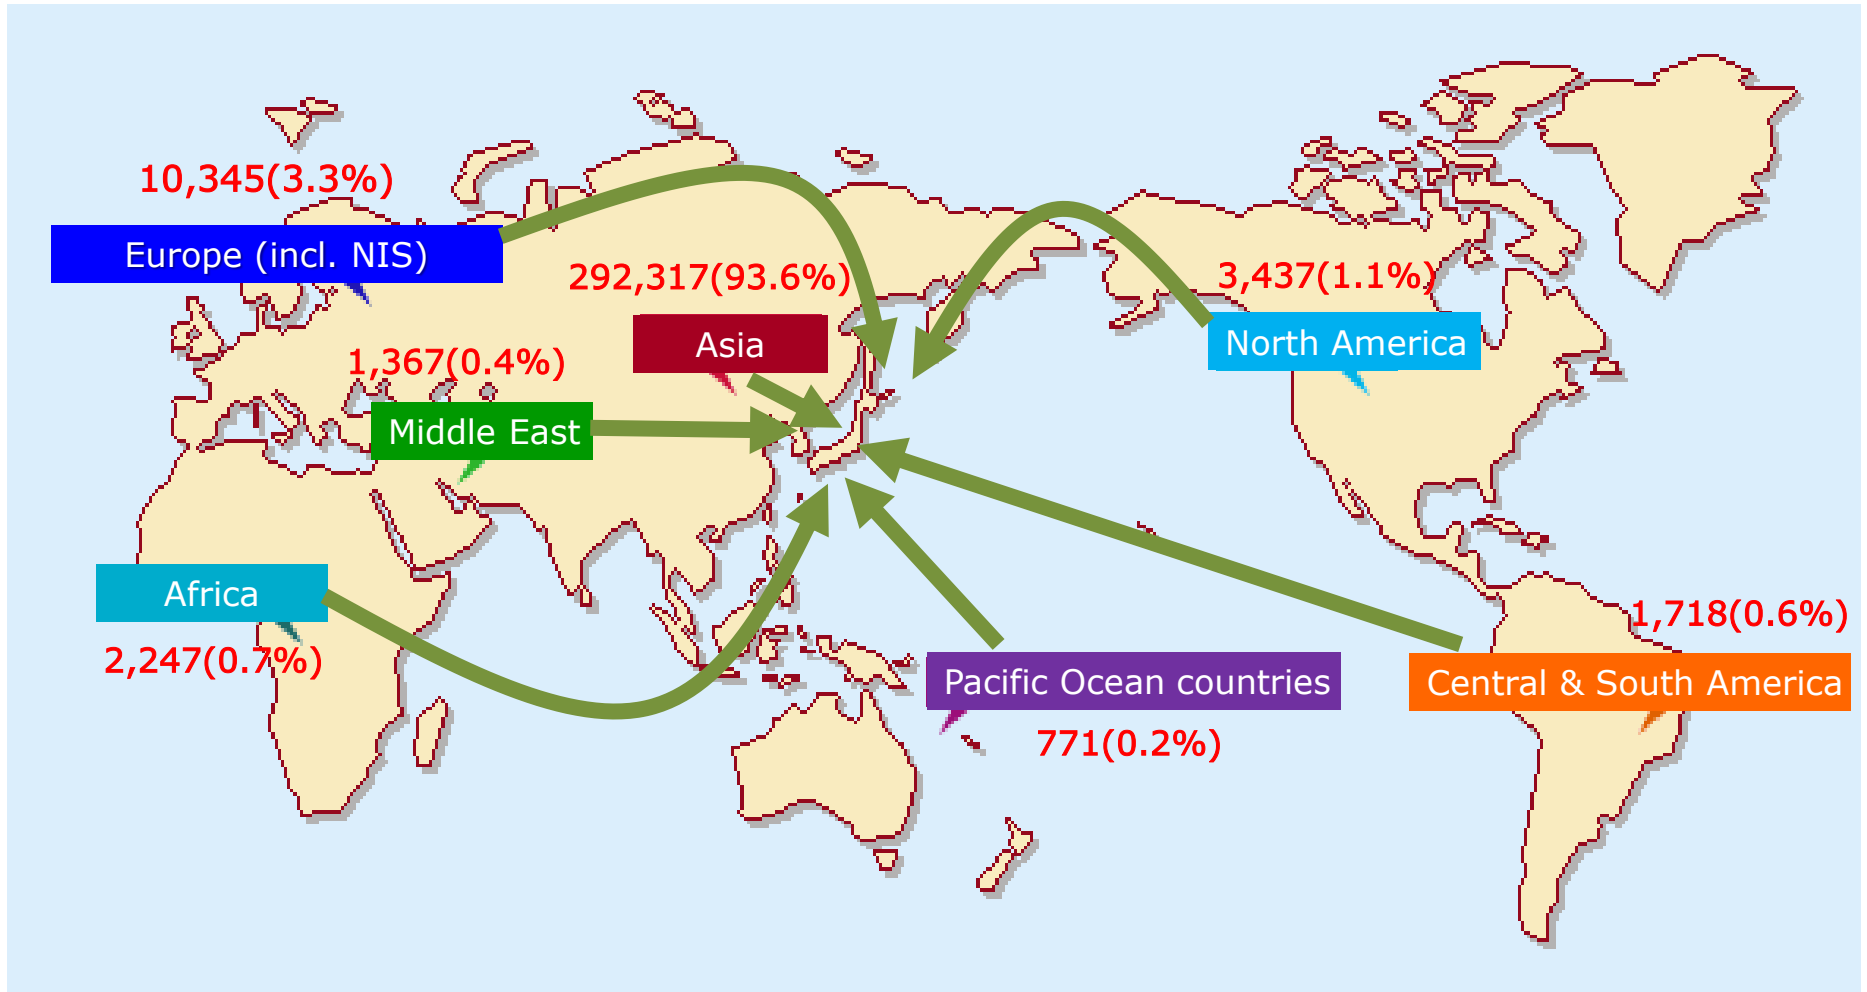 10,345(3.3%)
Europe (incl. NIS)
292,317(93.6%)
Asia
3,437(1.1%)
North America
1,367(0.4%)
Middle East
Africa
2,247(0.7%)
Pacific Ocean countries
771(0.2%)
1,718(0.6%)
Central & South America